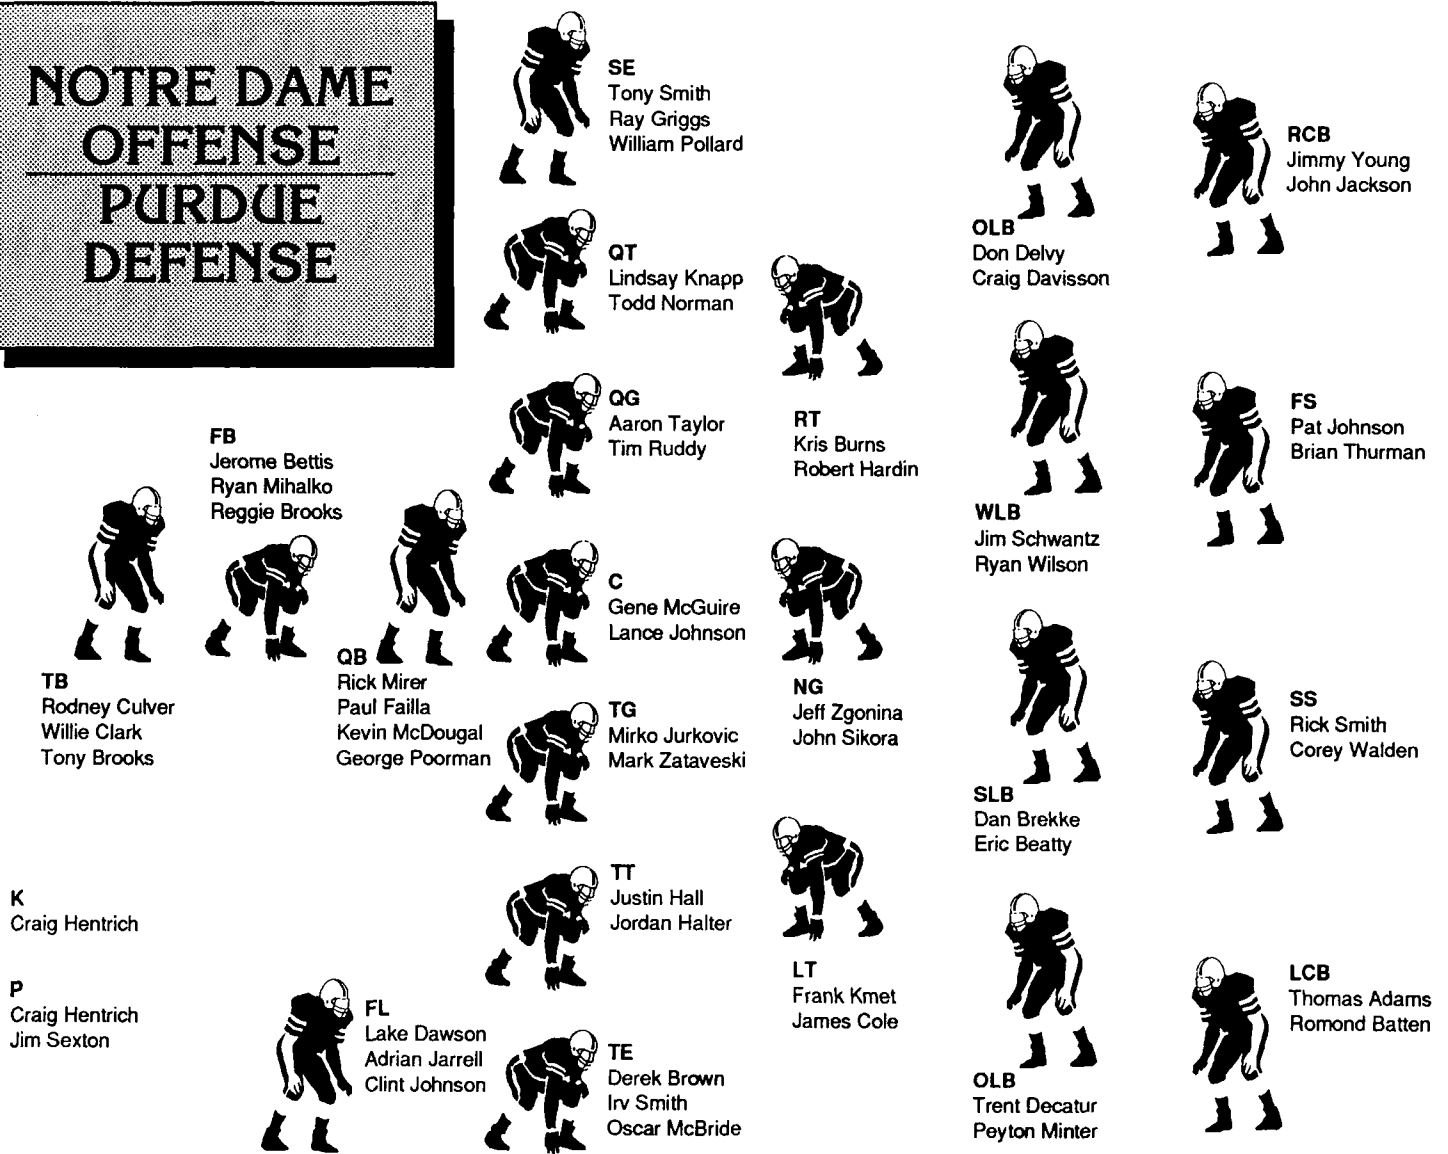 NOTRE DAME
OFFENSE
PURDUE
DEFENSE
SE
Tony Smith
Ray Griggs
William Pollard
QT
Lindsay Knapp
Todd Norman
QG
Aaron Taylor
Tim Ruddy
C
Gene McGuire
Lance Johnson
TG
Mirko Jurkovic
Mark Zataveski
TT
Justin Hall
Jordan Halter
TE
Derek Brown
Irv Smith
Oscar McBride
FB
Jerome Bettis
Ryan Mihalko
Reggie Brooks
TB
Rodney Culver
Willie Clark
Tony Brooks
QB
Rick Mirer
Paul Failla
Kevin McDougal
George Poorman
K
Craig Hentrich
P
Craig Hentrich
Jim Sexton
FL
Lake Dawson
Adrian Jarrell
Clint Johnson
RT
Kris Burns
Robert Hardin
NG
Jeff Zgonina
John Sikora
LT
Frank Kmet
James Cole
OLB
Don Delvy
Craig Davisson
WLB
Jim Schwantz
Ryan Wilson
SLB
Dan Brekke
Eric Beatty
OLB
Trent Decatur
Peyton Minter
RCB
Jimmy Young
John Jackson
FS
Pat Johnson
Brian Thurman
SS
Rick Smith
Corey Walden
LCB
Thomas Adams
Romond Batten